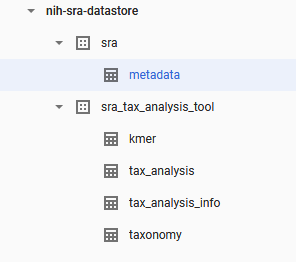 nih-sra-datastore
sra
metadata
sra_tax_analysis_tool
kmer
tax_analysis
tax_analysis_info
taxonomy